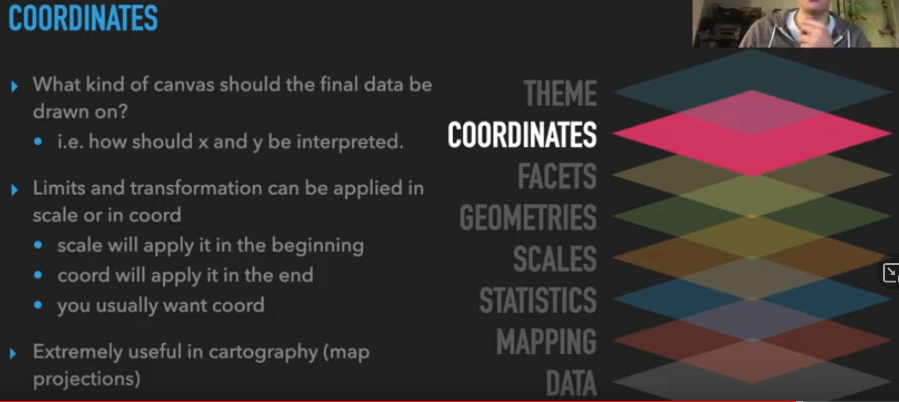 COORDINATES
What kind of canvas should the final data be
drawn on?
i.e. how should x and y be interpreted.
Limits and transformation can be applied in
scale or in coord
scale will apply it in the beginning
coord will apply it in the end
you usually want coord
Extremely useful in cartography (map
projections)
THEME
COORDINATES
FACETS
GEOMETRIES
SCALES
STATISTICS
MAPPING
DATA